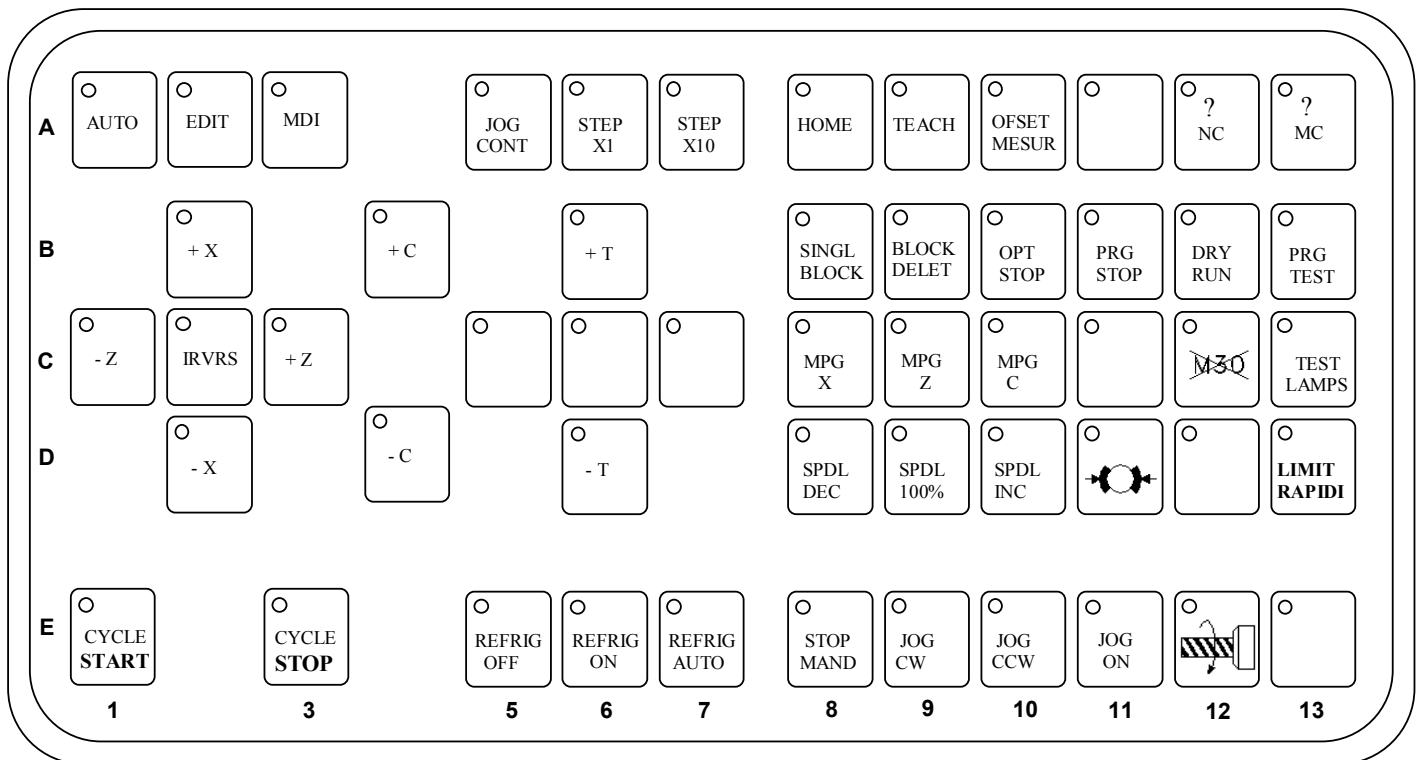 A
AUTO
EDIT
MDI
JOG
CONT
STEP
X1
STEP
X10
HOME
TEACH
OFSET
MESUR
?
NC
?
MC
B
+ X
+ C
+ T
SINGL
BLOCK
BLOCK
DELET
OPT
STOP
PRG
STOP
DRY
RUN
PRG
TEST
C
- Z
IRVRS
+ Z
MPG
X
MPG
Z
MPG
C
M30
TEST
LAMPS
D
- X
- C
- T
SPDL
DEC
SPDL
100%
SPDL
INC
LIMIT
RAPIDI
E
CYCLE
START
CYCLE
STOP
REFRIG
OFF
REFRIG
ON
REFRIG
AUTO
STOP
MAND
JOG
CW
JOG
CCW
JOG
ON
1
3
5
6
7
8
9
10
11
12
13